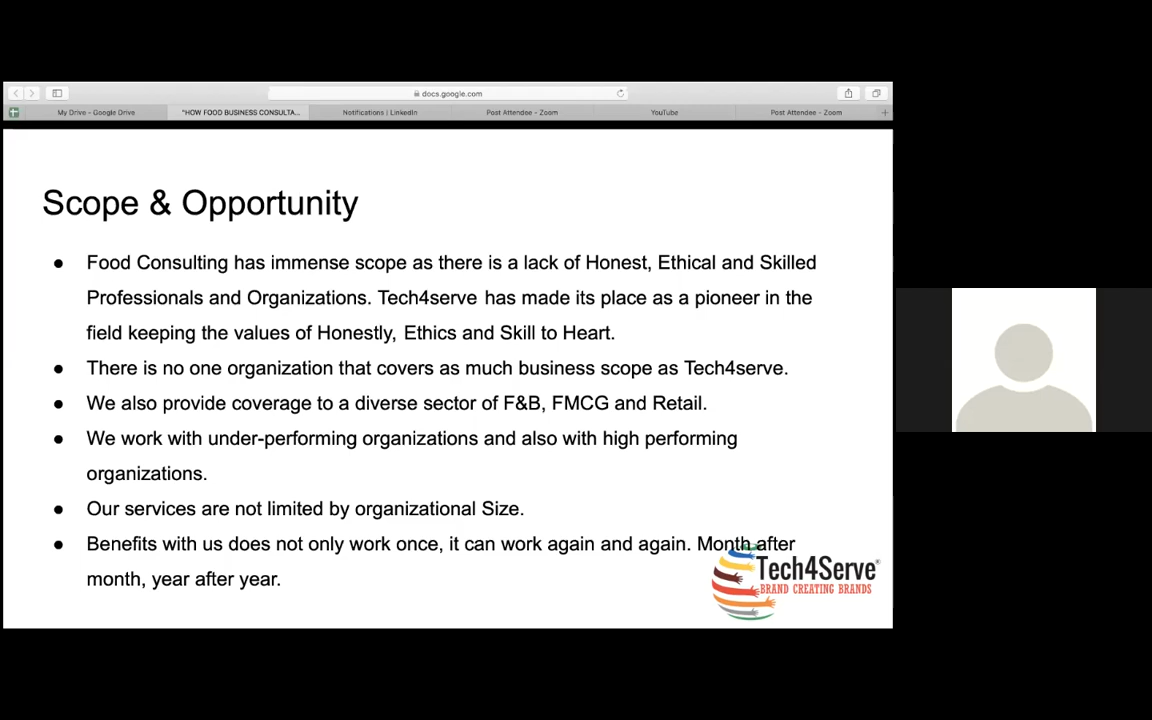 docs.google.com
My Drive - Google Drive
"HOW FOOD BUSINESS CONSULTA...
Notifications | LinkedIn
Post Attendee - Zoom
YouTube
Post Attendee - Zoom
Scope & Opportunity
● Food Consulting has immense scope as there is a lack of Honest, Ethical and Skilled
Professionals and Organizations. Tech4serve has made its place as a pioneer in the
field keeping the values of Honestly, Ethics and Skill to Heart.
● There is no one organization that covers as much business scope as Tech4serve.
● We also provide coverage to a diverse sector of F&B, FMCG and Retail.
● We work with under-performing organizations and also with high performing
organizations.
● Our services are not limited by organizational Size.
● Benefits with us does not only work once, it can work again and again. Month after
month, year after year.
Tech4Serve®
BRAND CREATING BRANDS